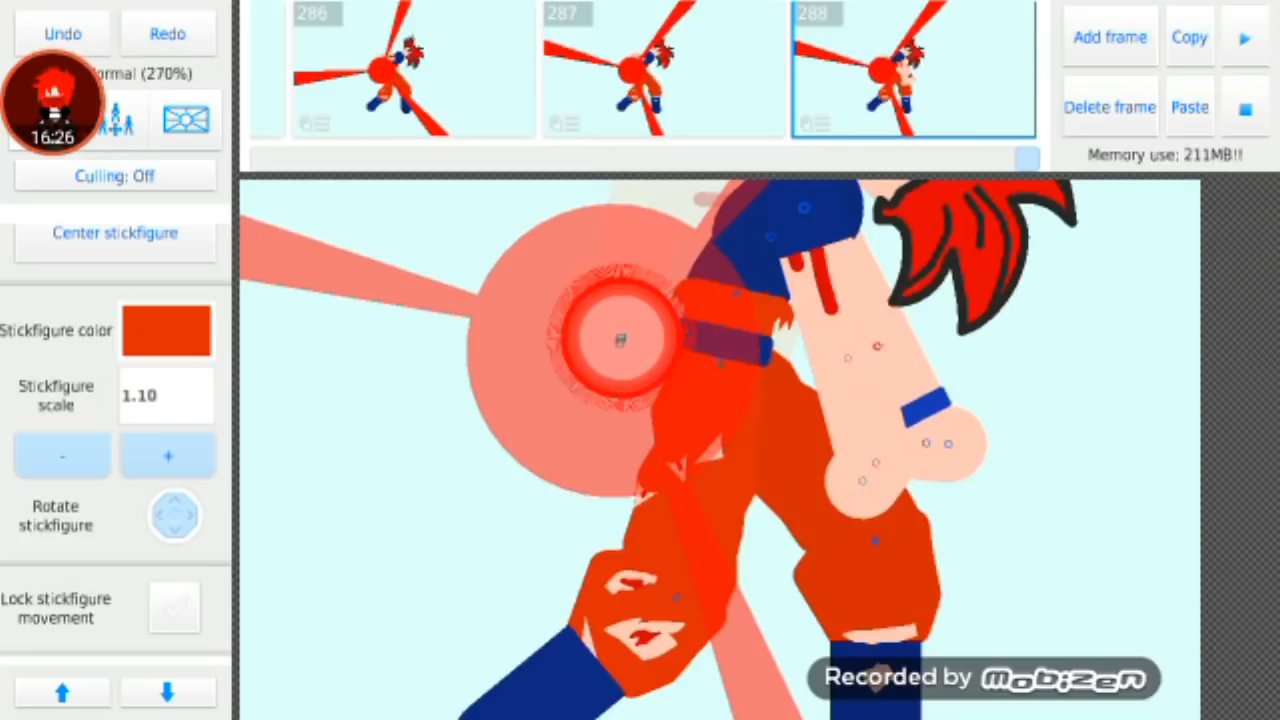 Undo
Redo
ormal (270%)
16:26
Culling: Off
Center stickfigure
Stickfigure color
Stickfigure
scale
1.10
-
+
Rotate
stickfigure
Lock stickfigure
movement
286
287
288
Add frame
Copy
Delete frame
Paste
Memory use: 211MB!!
Recorded by mobizen